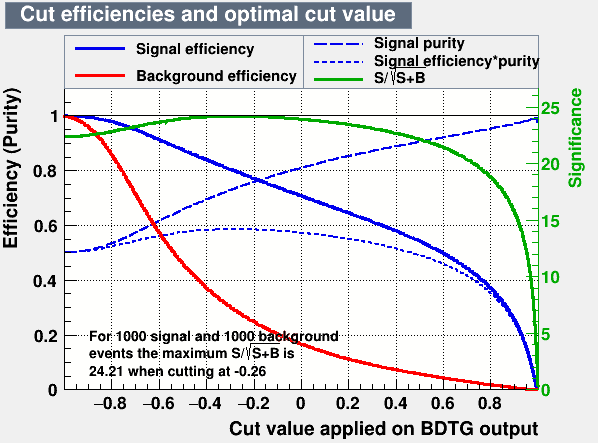 Cut efficiencies and optimal cut value
Signal efficiency
Background efficiency
Signal purity
Signal efficiency*purity
S/√S+B
Efficiency (Purity)
1
0.8
0.6
0.4
0.2
0
25
20
15
10
5
0
Significance
For 1000 signal and 1000 background
events the maximum S/√S+B is
24.21 when cutting at -0.26
−0.8 −0.6 −0.4 −0.2 0 0.2 0.4 0.6 0.8
Cut value applied on BDTG output